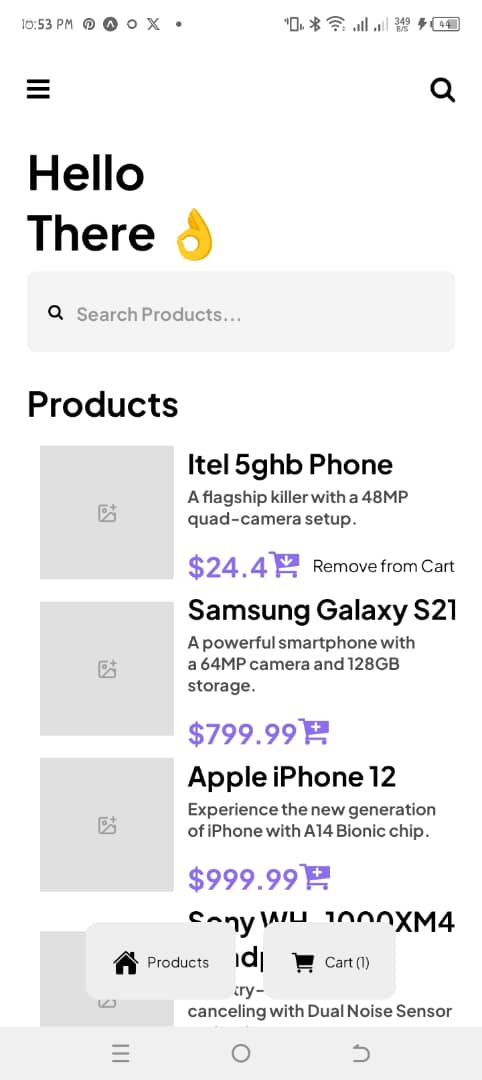 10:53 PM
349
B/S
44
Hello
There 👌
Search Products...
Products
Itel 5ghb Phone
A flagship killer with a 48MP
quad-camera setup.
$24.4
Remove from Cart
Samsung Galaxy S21
A powerful smartphone with
a 64MP camera and 128GB
storage.
$799.99
Apple iPhone 12
Experience the new generation
of iPhone with A14 Bionic chip.
$999.99
Sony WH-1000XM4
Products
Cart (1)
canceling with Dual Noise Sensor